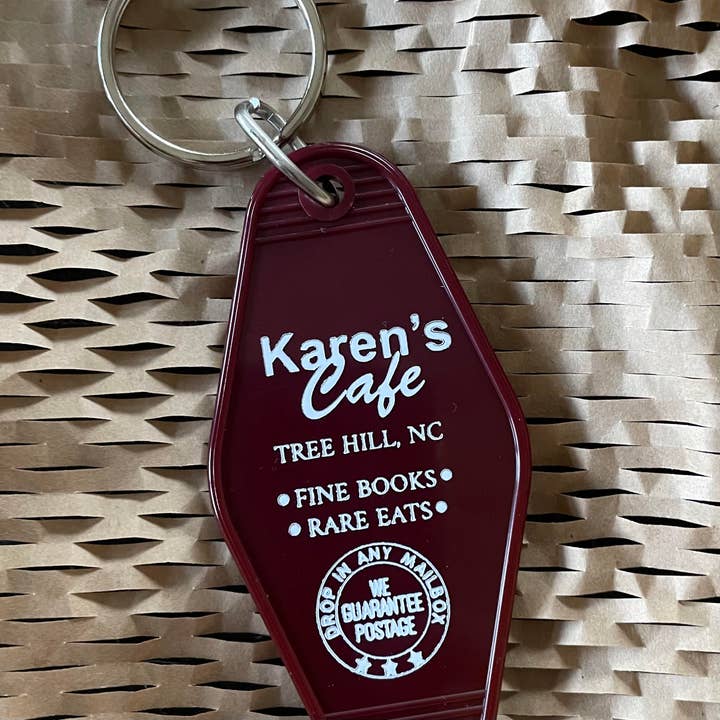 Karen's
Cafe
TREE HILL, NC
•FINE BOOKS•
•RARE EATS•
DROP IN ANY MAILBOX
WE
GUARANTEE
POSTAGE